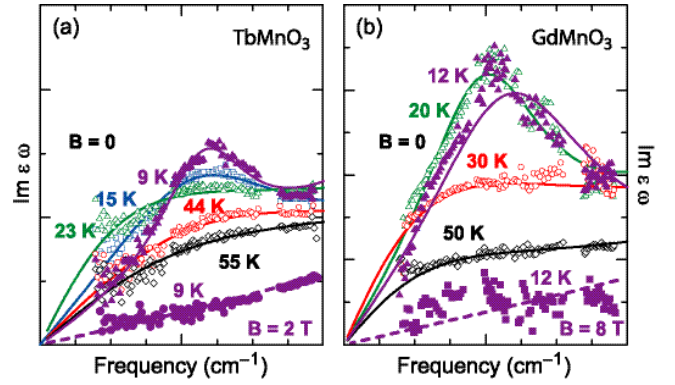 (a)
TbMnO₃
B = 0
9 K
15 K
23 K
44 K
55 K
9 K
B = 2 T
Im ε ω
Frequency (cm⁻¹)
(b)
GdMnO₃
12 K
20 K
B = 0
30 K
50 K
12 K
B = 8 T
Im ε ω
Frequency (cm⁻¹)